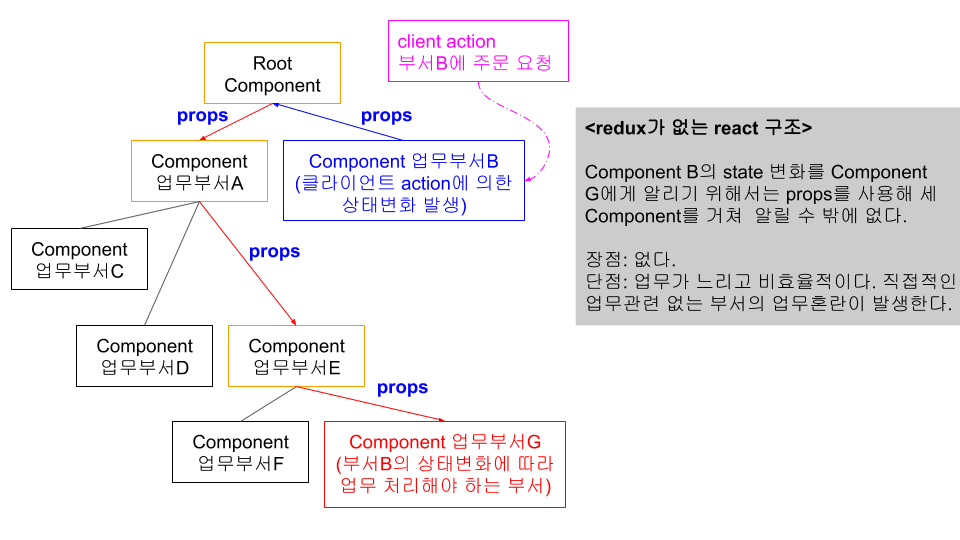 client action
부서B에 주문 요청
Root
Component
props
props
Component
업무부서A
Component 업무부서B
(클라이언트 action에 의한
상태변화 발생)
Component
업무부서C
props
Component
업무부서D
Component
업무부서E
props
Component
업무부서F
Component 업무부서G
(부서B의 상태변화에 따라
업무 처리해야 하는 부서)
<redux가 없는 react 구조>
Component B의 state 변화를 Component
G에게 알리기 위해서는 props를 사용해 세
Component를 거쳐 알릴 수 밖에 없다.
장점: 없다.
단점: 업무가 느리고 비효율적이다. 직접적인
업무관련 없는 부서의 업무혼란이 발생한다.